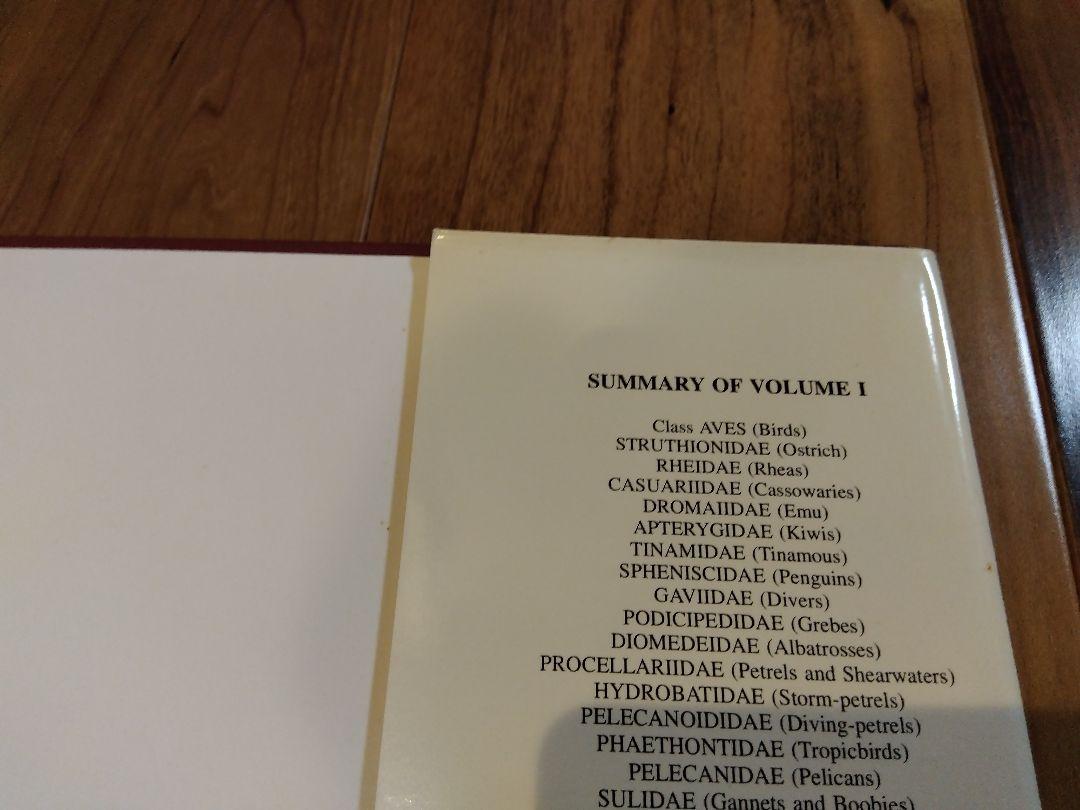 SUMMARY OF VOLUME I
Class AVES (Birds)
STRUTHIONIDAE (Ostrich)
RHEIDAE (Rheas)
CASUARIIDAE (Cassowaries)
DROMAIIDAE (Emu)
APTERYGIDAE (Kiwis)
TINAMIDAE (Tinamous)
SPHENISCIDAE (Penguins)
GAVIIDAE (Divers)
PODICIPEDIDAE (Grebes)
DIOMEDEIDAE (Albatrosses)
PROCELLARIIDAE (Petrels and Shearwaters)
HYDROBATIDAE (Storm-petrels)
PELECANOIDIDAE (Diving-petrels)
PHAETHONTIDAE (Tropicbirds)
PELECANIDAE (Pelicans)
SULIDAE (Gannets and Boobies)